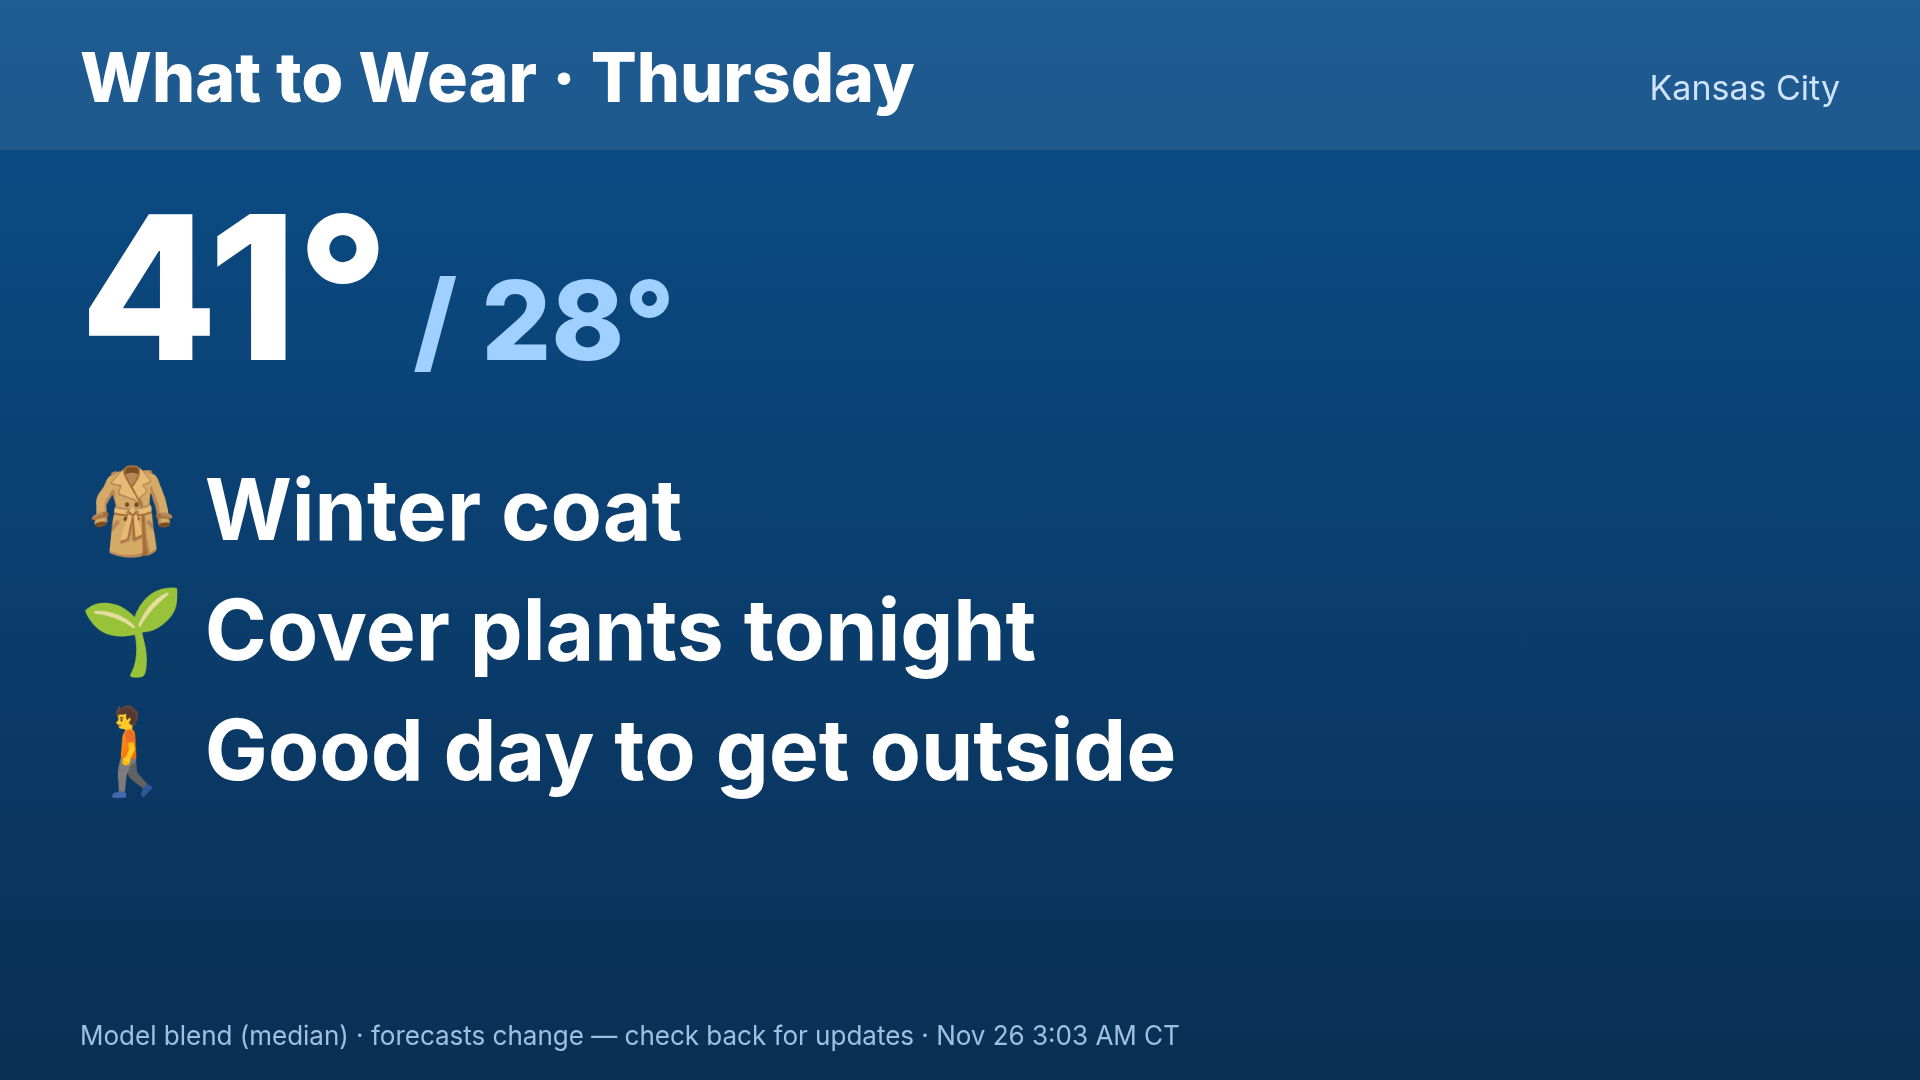 What to Wear · Thursday
Kansas City
41° / 28°
Winter coat
Cover plants tonight
Good day to get outside
Model blend (median) · forecasts change — check back for updates · Nov 26 3:03 AM CT